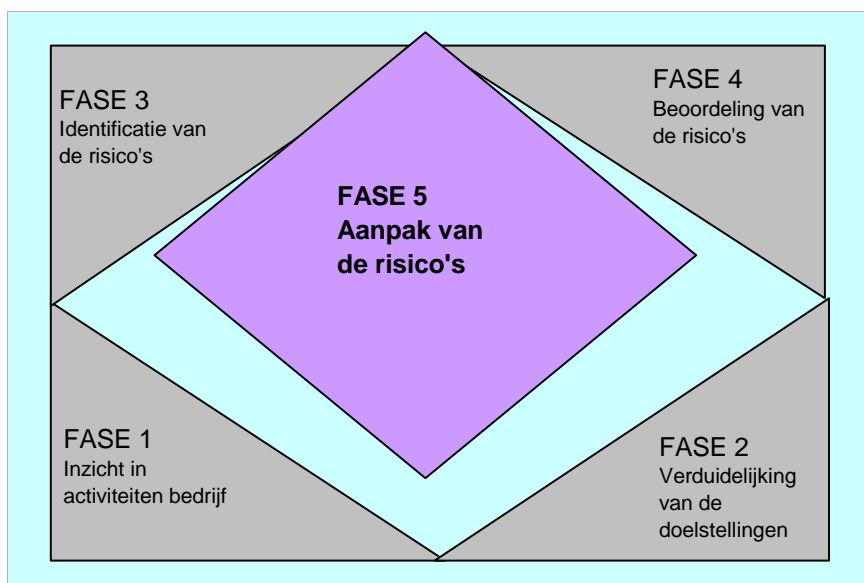 FASE 3
Identificatie van
de risico's
FASE 4
Beoordeling van
de risico's
FASE 5
Aanpak van
de risico's
FASE 1
Inzicht in
activiteiten bedrijf
FASE 2
Verduidelijking
van de
doelstellingen